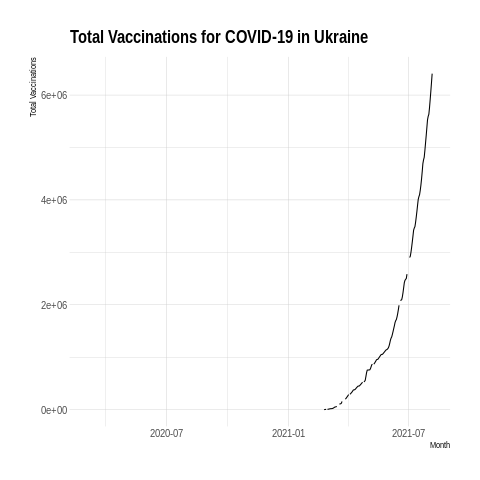 Total Vaccinations for COVID-19 in Ukraine
Total Vaccinations
6e+06
4e+06
2e+06
0e+00
2020-07 2021-01 2021-07
Month